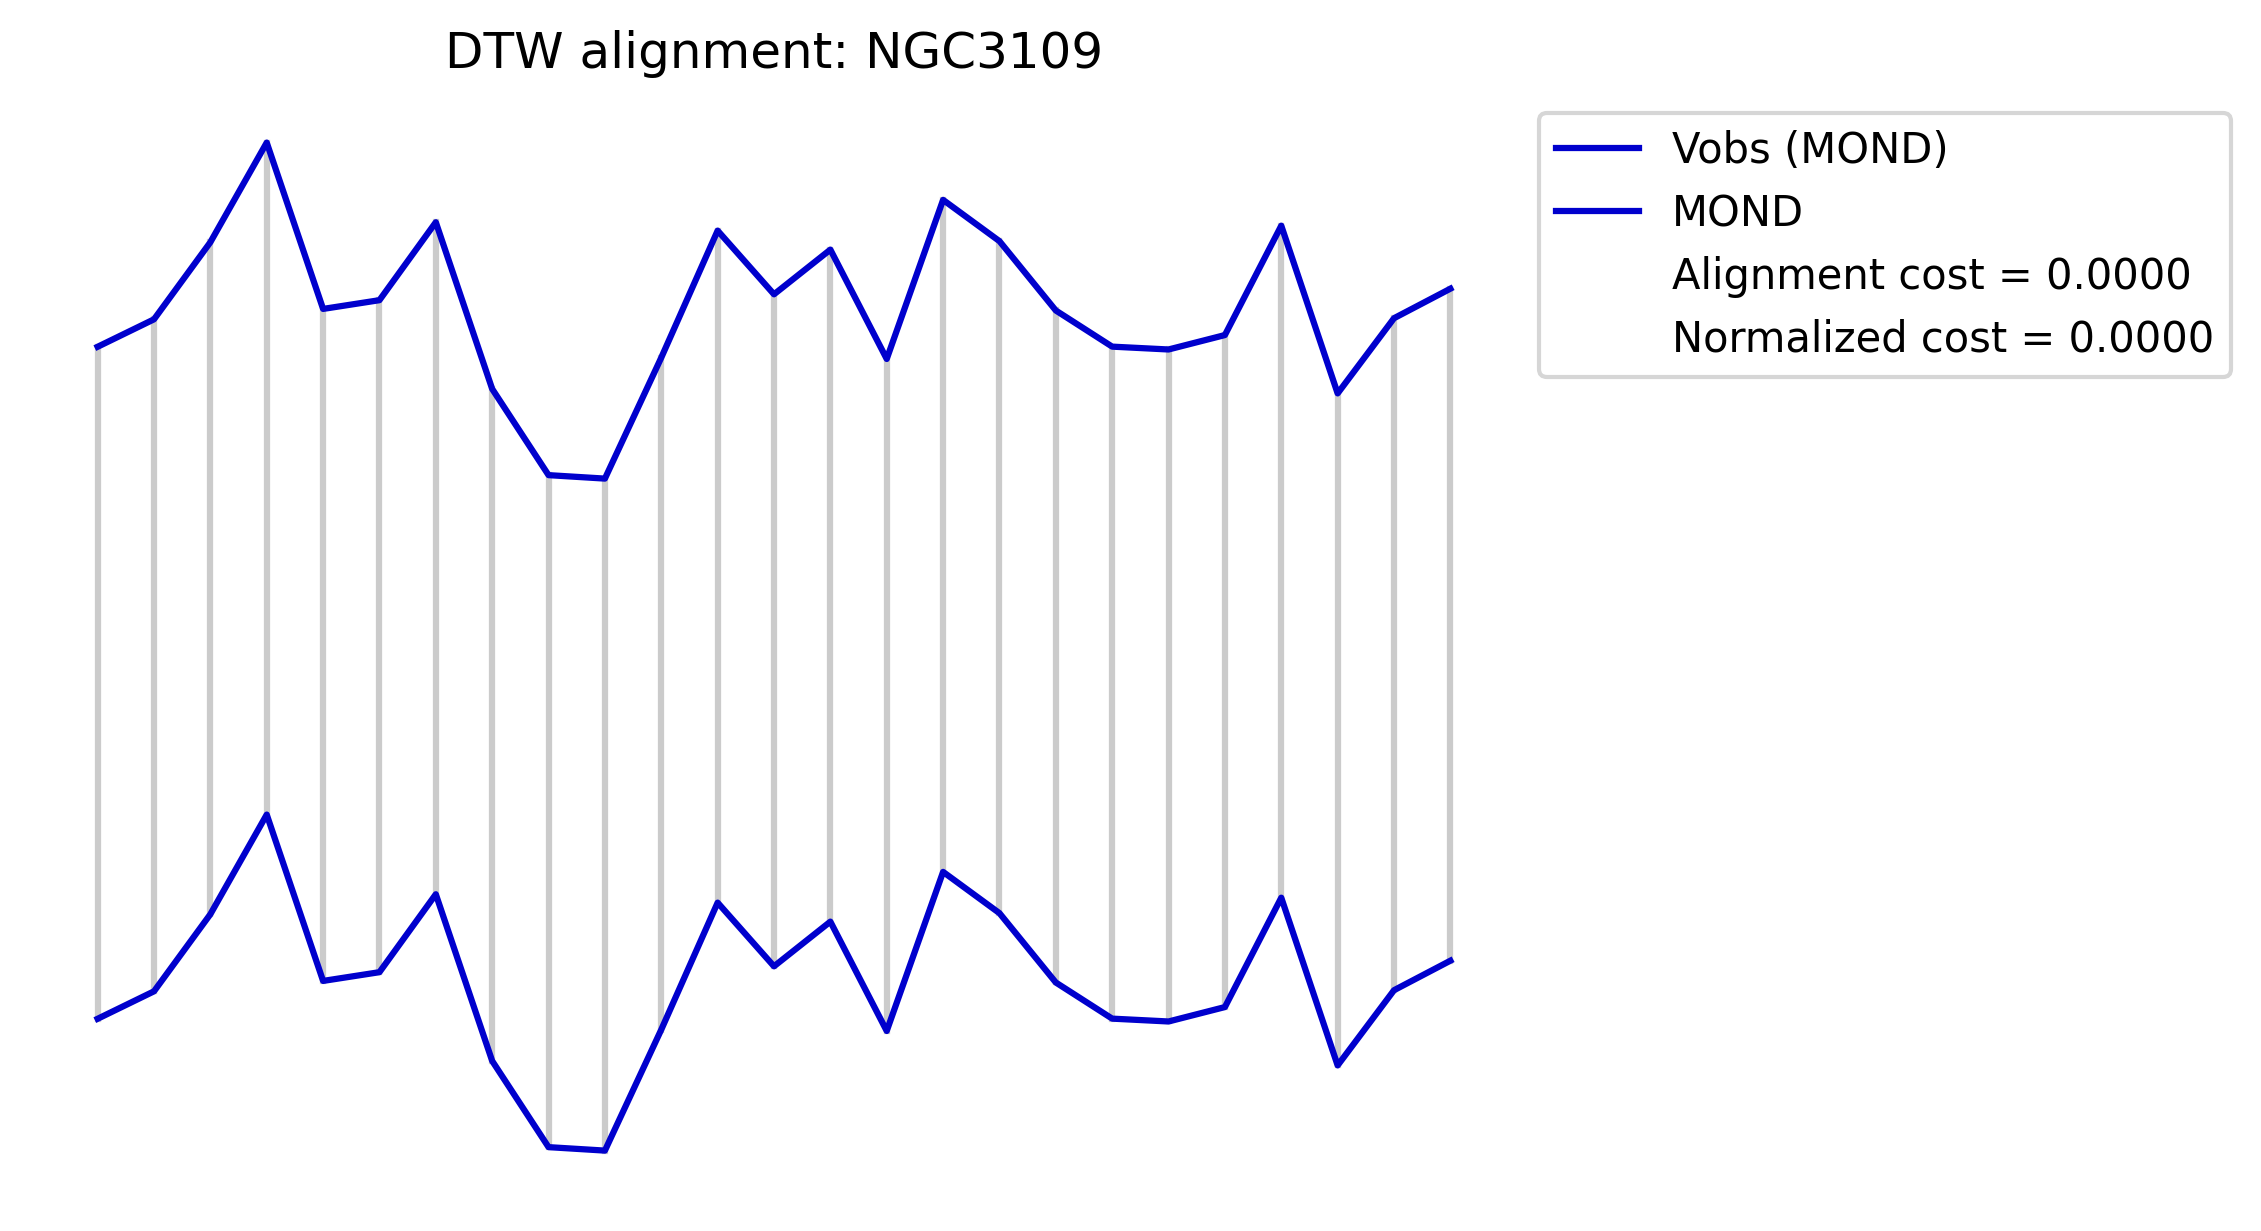 DTW alignment: NGC3109
Vobs (MOND)
MOND
Alignment cost = 0.0000
Normalized cost = 0.0000